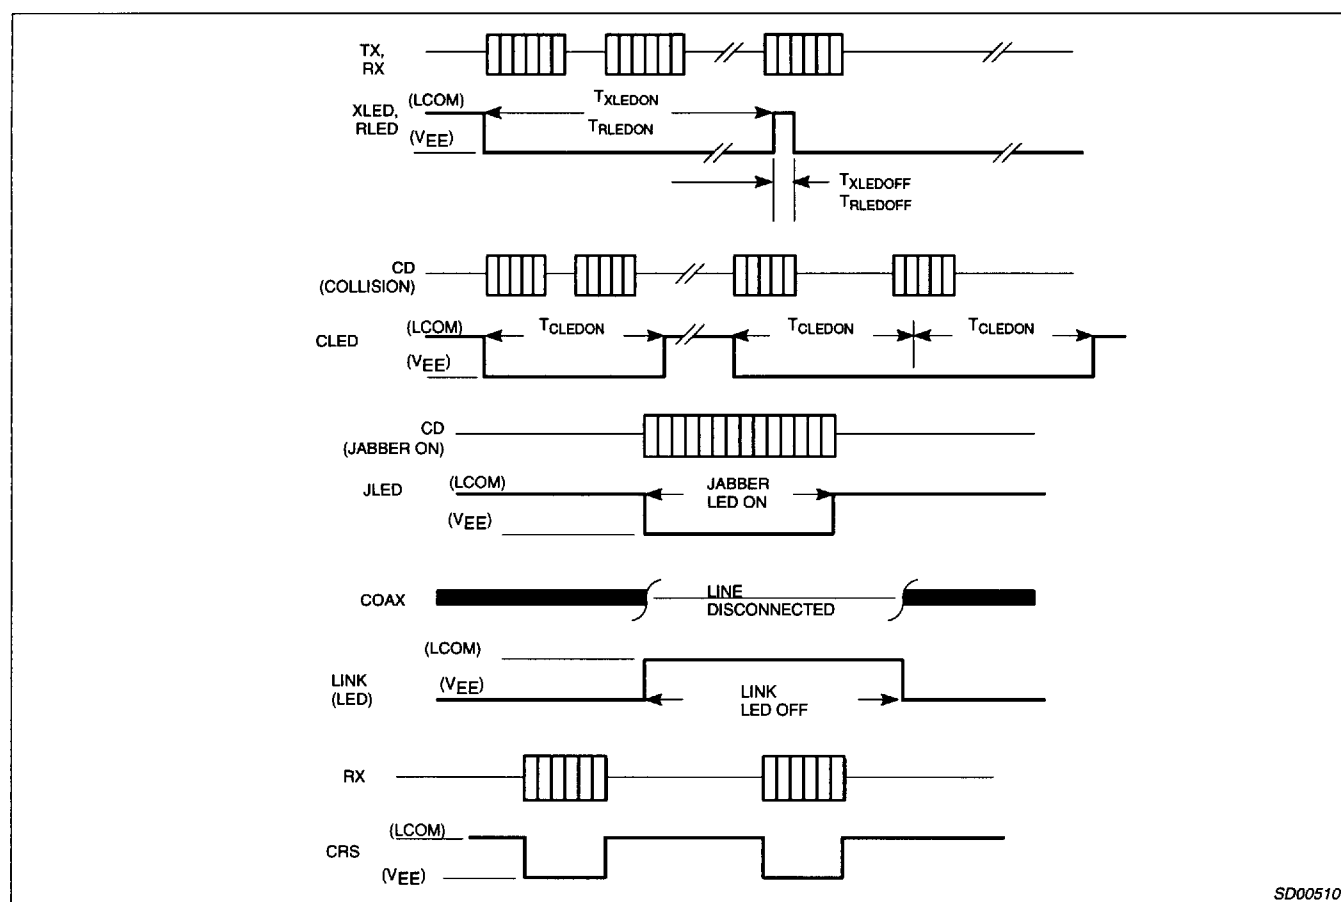 TX,
RX
XLED,
RLED
(LCOM)
(VEE)
TXLEDON
TRLEDON
TXLEDOFF
TRLEDOFF
CD
(COLLISION)
CLED
(LCOM)
(VEE)
TCLEDON
TCLEDON
TCLEDON
CD
(JABBER ON)
JLED
(LCOM)
(VEE)
JABBER
LED ON
COAX
LINE
DISCONNECTED
LINK
(LED)
(LCOM)
(VEE)
LINK
LED OFF
RX
CRS
(LCOM)
(VEE)
SD00510